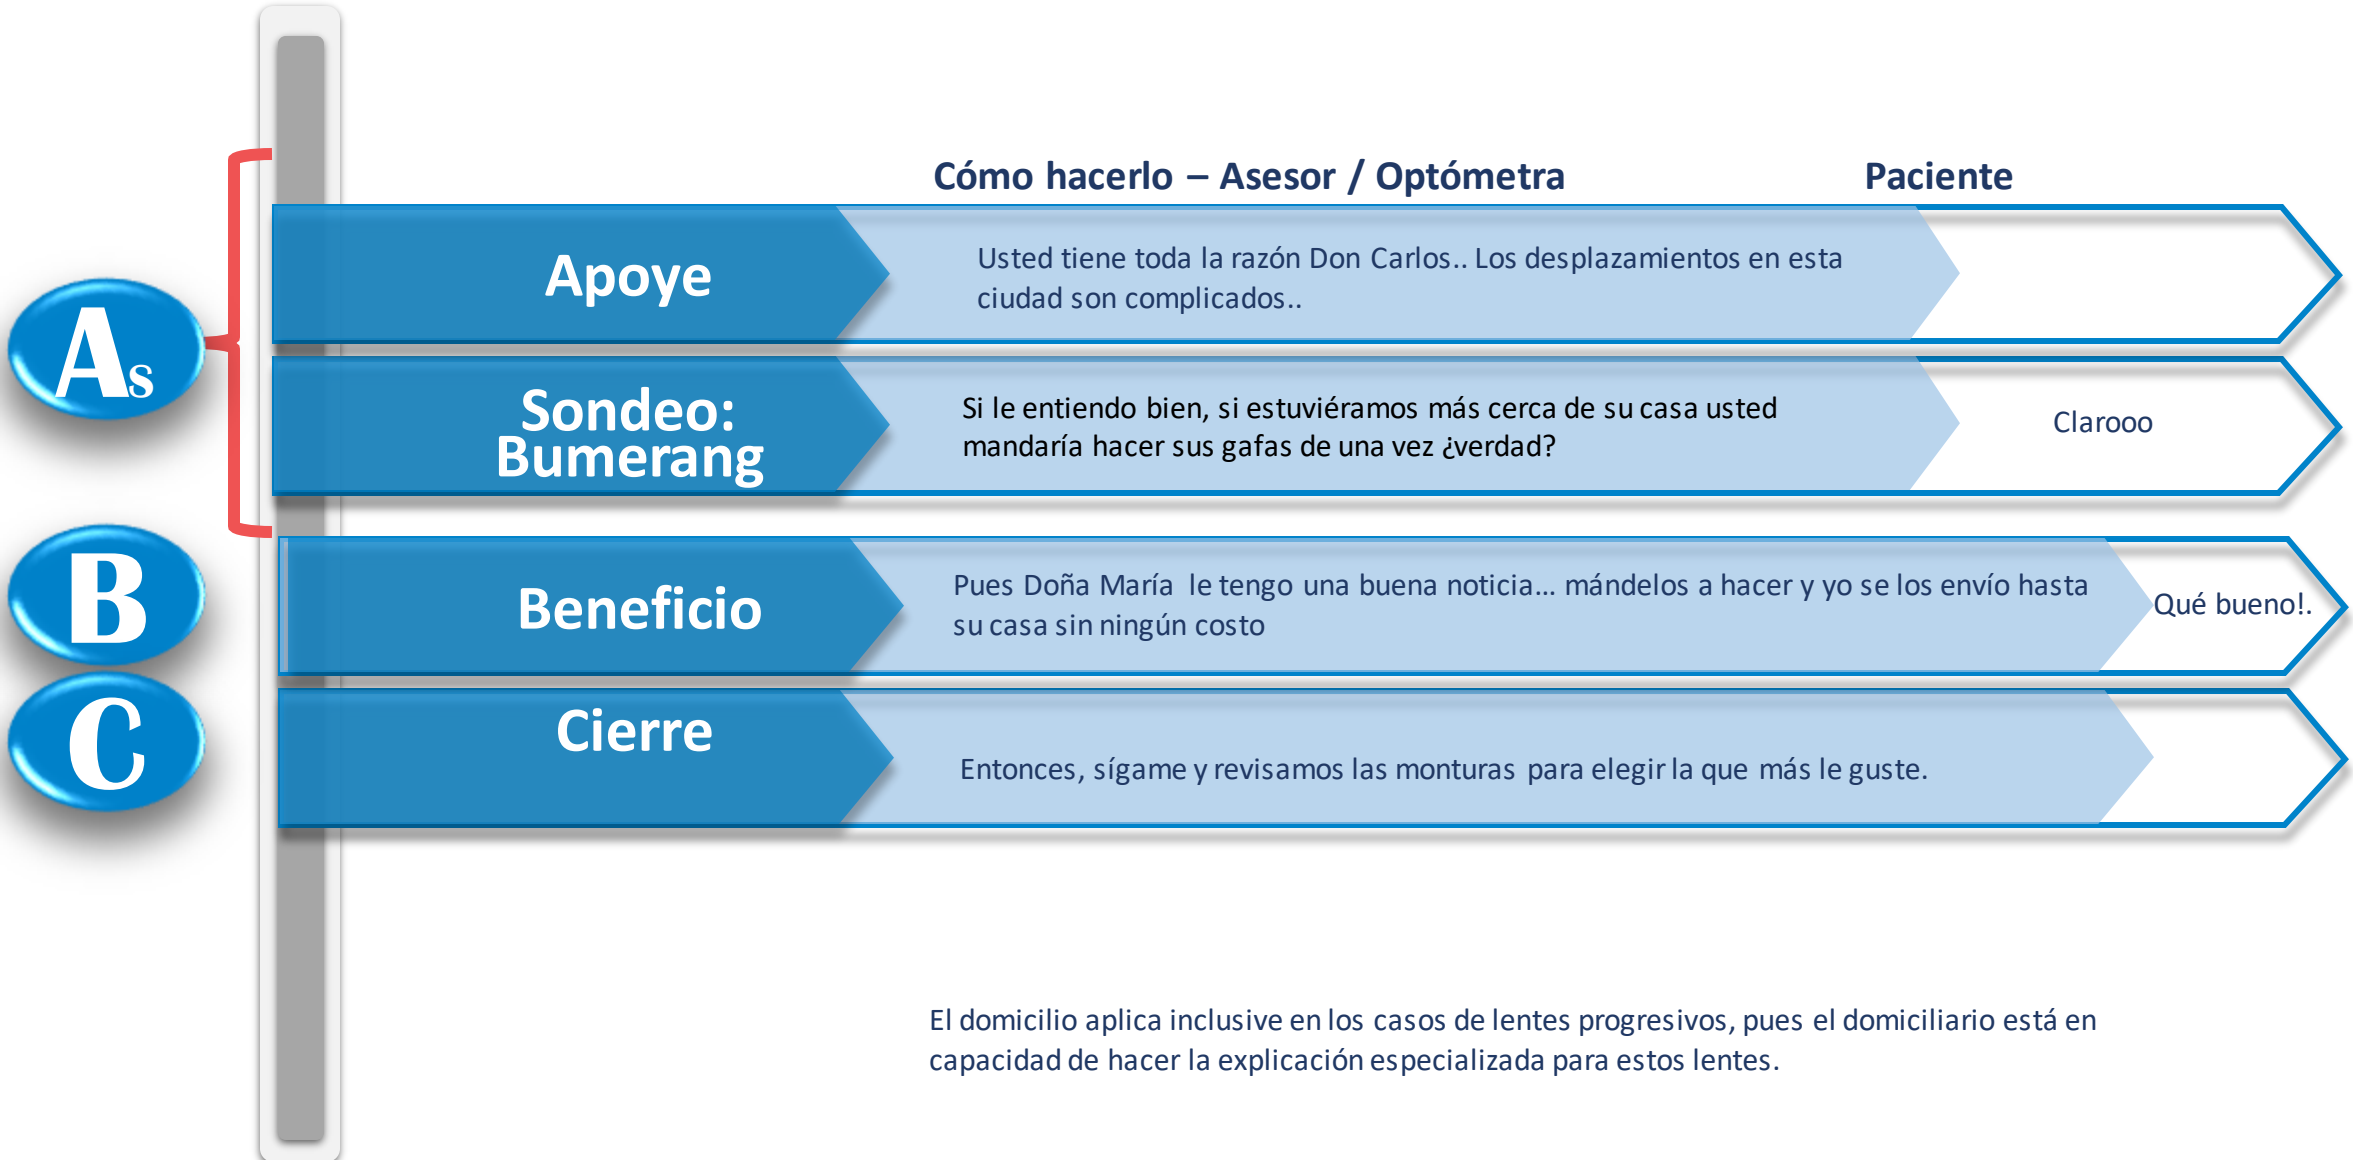 Cómo hacerlo – Asesor / Optómetra Paciente
As
Apoye
Usted tiene toda la razón Don Carlos.. Los desplazamientos en esta
ciudad son complicados..
Sondeo:
Bumerang
Si le entiendo bien, si estuviéramos más cerca de su casa usted
mandaría hacer sus gafas de una vez ¿verdad?
Clarooo
B
Beneficio
Pues Doña María le tengo una buena noticia... mándelos a hacer y yo se los envío hasta
su casa sin ningún costo
Qué bueno!.
C
Cierre
Entonces, sígame y revisamos las monturas para elegir la que más le guste.
El domicilio aplica inclusive en los casos de lentes progresivos, pues el domiciliario está en
capacidad de hacer la explicación especializada para estos lentes.